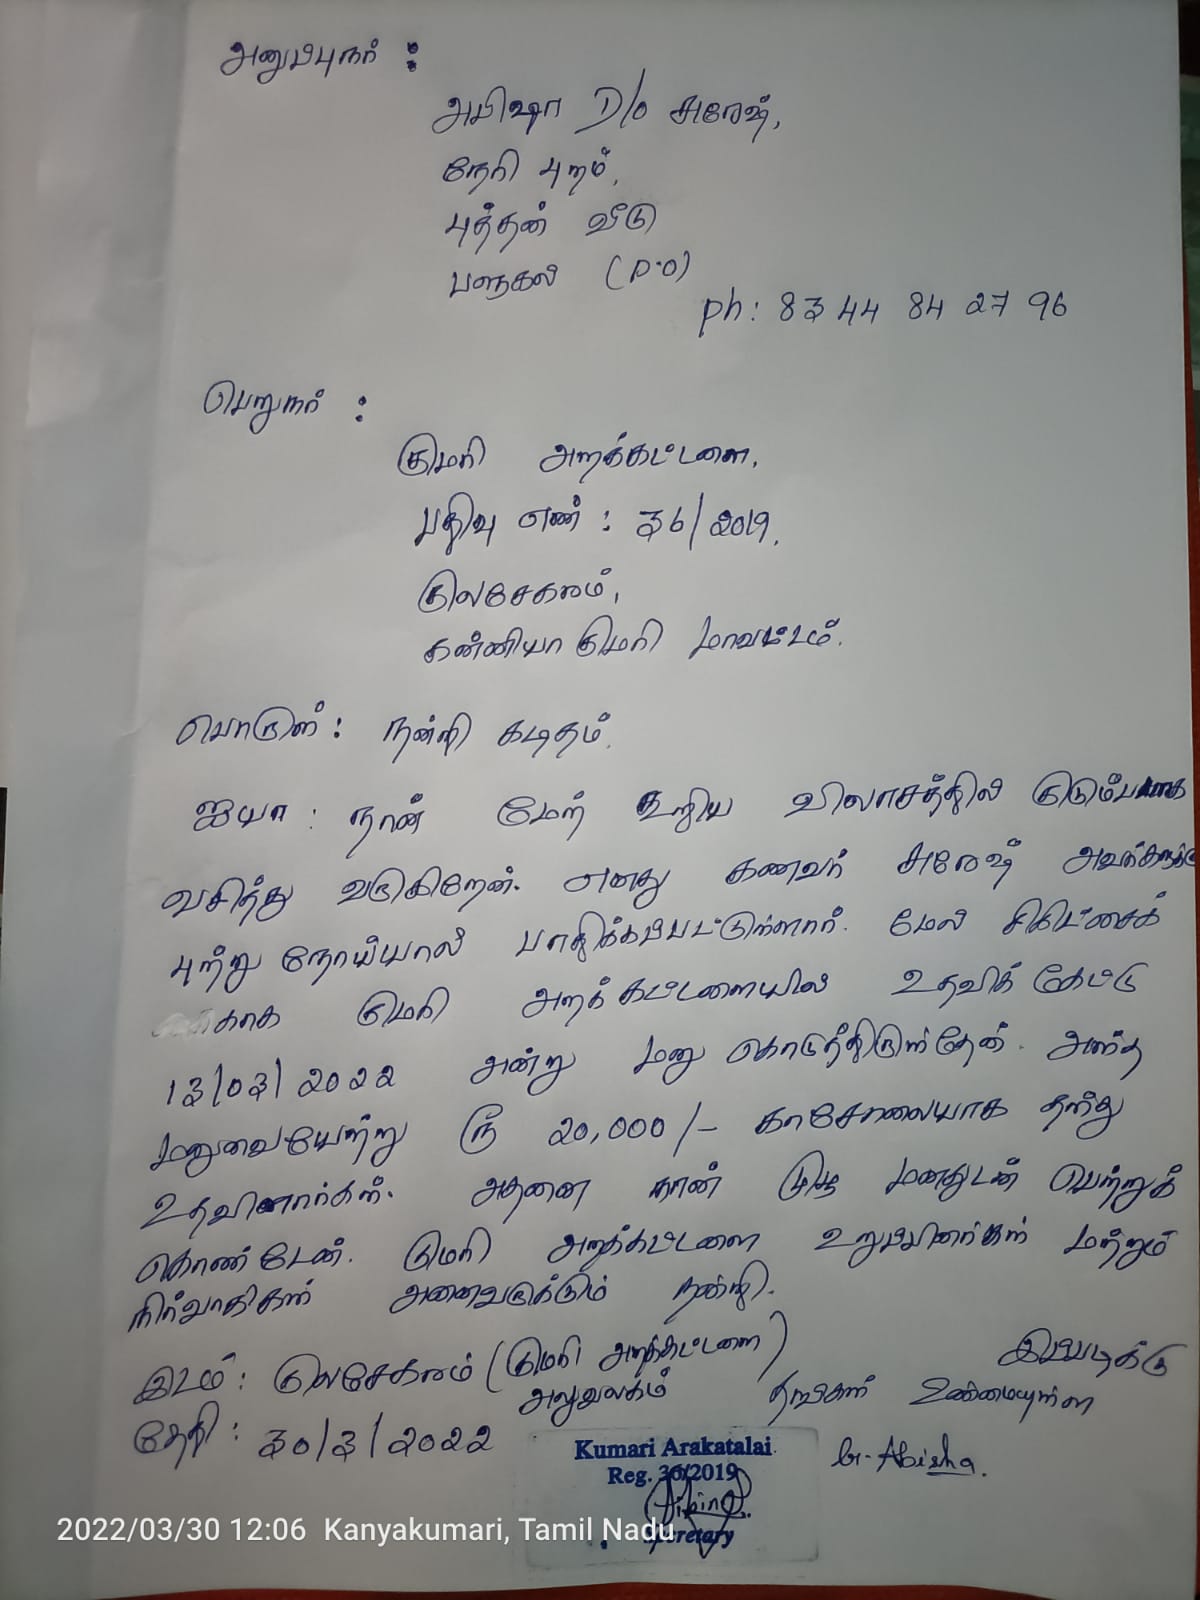 அனுப்புநர் :
அபிஷா D/o சுரேஷ்,
நேரி புறம்,
புத்தன் வீடு
பளுகல் (P.O)
ph: 83 44 84 27 96
பெறுநர் :
குமரி அறக்கட்டளை,
பதிவு எண் : 36/2019,
குலசேகரம்,
கன்னியாகுமரி மாவட்டம்.
பொருள் : நன்றி கடிதம்.
ஐயா : நான் மேற் கூறிய விலாசத்தில் குடும்பமாக
வசித்து வருகிறேன். எனது கணவர் சுரேஷ் அவர்களுக்கு
புற்று நோய்யால் பாதிக்கப்பட்டுள்ளார். மேல் சிகிட்சைக்
காக குமரி அறக் கட்டளையில் உதவிக் கேட்டு
13/03/2022 அன்று மனு கொடுத்திருந்தேன். அந்த
மனுவையேற்று ரூ 20,000/- காசோலையாக தந்து
உதவினார்கள். அதனை நான் முழு மனதுடன் பெற்றுக்
கொண்டேன். குமரி அறக்கட்டளை உறுப்பினர்கள் மற்றும்
நிர்வாகிகள் அனைவருக்கும் நன்றி.
இடம் : குலசேகரம் (குமரி அறக்கட்டளை) இப்படிக்கு
அலுவலகம் தங்கள் உண்மையுள்ள
தேதி : 30/3/2022
Kumari Arakatalai
Reg. 36/2019
Secretary
Abisha.
2022/03/30 12:06 Kanyakumari, Tamil Nadu